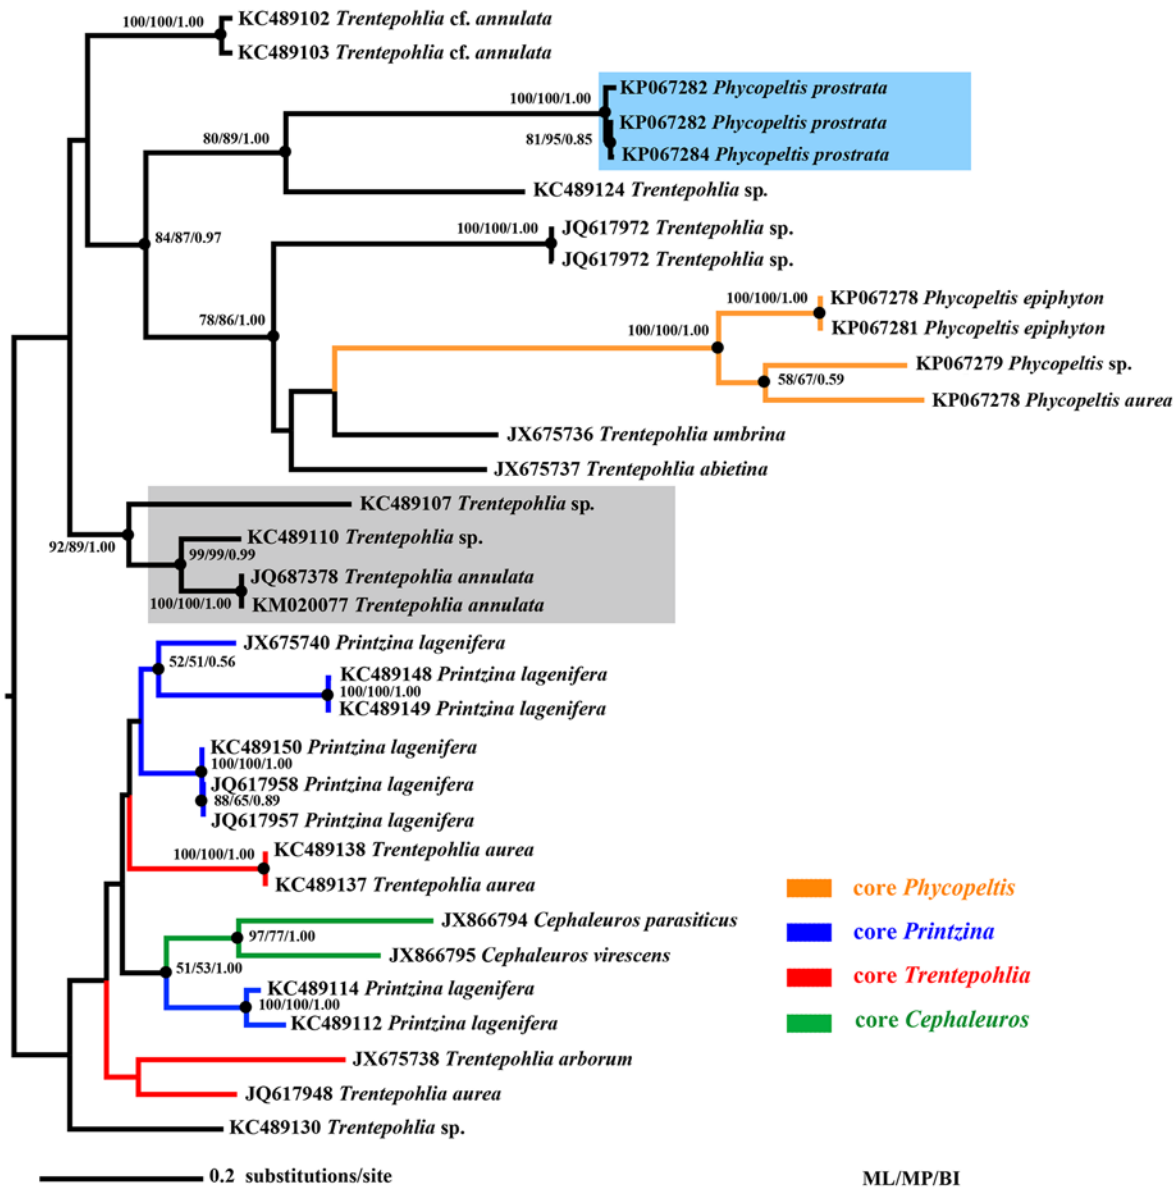 100/100/1.00
KC489102 Trentepohlia cf. annulata
KC489103 Trentepohlia cf. annulata
100/100/1.00
KP067282 Phycopeltis prostrata
KP067282 Phycopeltis prostrata
81/95/0.85
KP067284 Phycopeltis prostrata
80/89/1.00
KC489124 Trentepohlia sp.
84/87/0.97
100/100/1.00
JQ617972 Trentepohlia sp.
JQ617972 Trentepohlia sp.
78/86/1.00
100/100/1.00
KP067278 Phycopeltis epiphyton
KP067281 Phycopeltis epiphyton
100/100/1.00
KP067279 Phycopeltis sp.
58/67/0.59
KP067278 Phycopeltis aurea
JX675736 Trentepohlia umbrina
JX675737 Trentepohlia abietina
KC489107 Trentepohlia sp.
92/89/1.00
KC489110 Trentepohlia sp.
99/99/0.99
JQ687378 Trentepohlia annulata
100/100/1.00
KM020077 Trentepohlia annulata
JX675740 Printzina lagenifera
52/51/0.56
KC489148 Printzina lagenifera
100/100/1.00
KC489149 Printzina lagenifera
KC489150 Printzina lagenifera
100/100/1.00
JQ617958 Printzina lagenifera
88/65/0.89
JQ617957 Printzina lagenifera
100/100/1.00
KC489138 Trentepohlia aurea
KC489137 Trentepohlia aurea
JX866794 Cephaleuros parasiticus
97/77/1.00
JX866795 Cephaleuros virescens
51/53/1.00
KC489114 Printzina lagenifera
100/100/1.00
KC489112 Printzina lagenifera
JX675738 Trentepohlia arborum
JQ617948 Trentepohlia aurea
KC489130 Trentepohlia sp.
core Phycopeltis
core Printzina
core Trentepohlia
core Cephaleuros
0.2 substitutions/site
ML/MP/BI